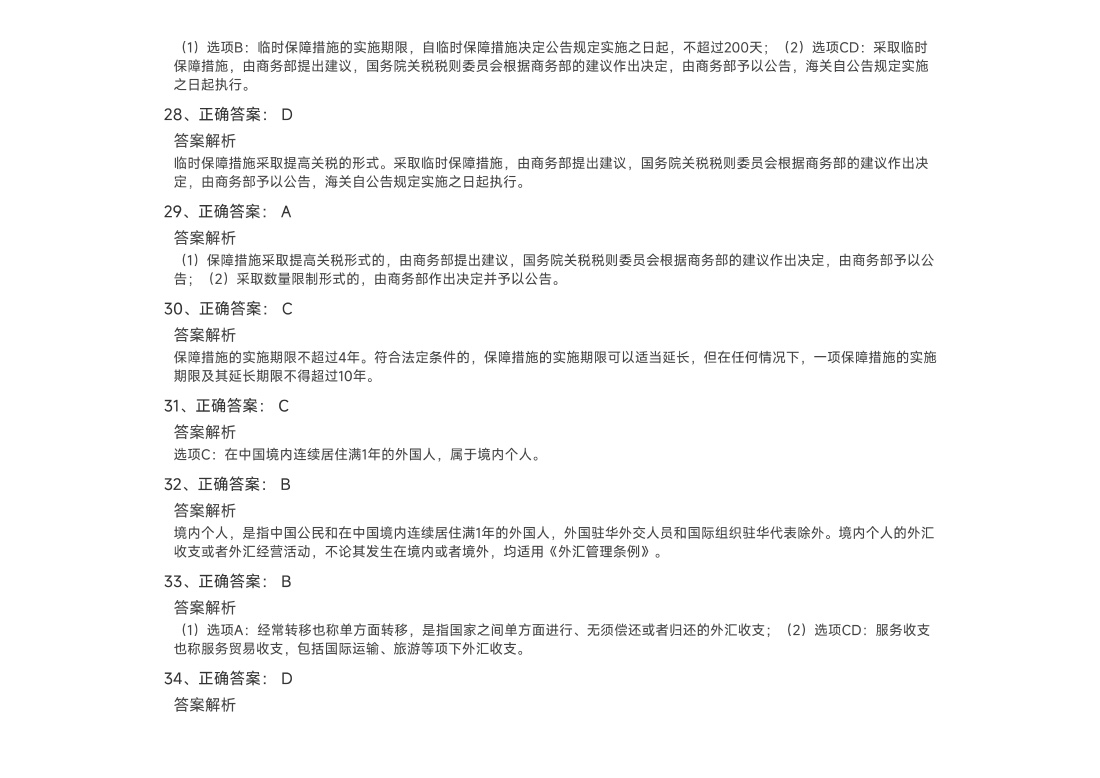 （1）选项B：临时保障措施的实施期限，自临时保障措施决定公告规定实施之日起，不超过200天；（2）选项CD：采取临时
保障措施，由商务部提出建议，国务院关税税则委员会根据商务部的建议作出决定，由商务部予以公告，海关自公告规定实施
之日起执行。
28、正确答案： D
答案解析
临时保障措施采取提高关税的形式。采取临时保障措施，由商务部提出建议，国务院关税税则委员会根据商务部的建议作出决
定，由商务部予以公告，海关自公告规定实施之日起执行。
29、正确答案： A
答案解析
（1）保障措施采取提高关税形式的，由商务部提出建议，国务院关税税则委员会根据商务部的建议作出决定，由商务部予以公
告；（2）采取数量限制形式的，由商务部作出决定并予以公告。
30、正确答案： C
答案解析
保障措施的实施期限不超过4年。符合法定条件的，保障措施的实施期限可以适当延长，但在任何情况下，一项保障措施的实施
期限及其延长期限不得超过10年。
31、正确答案： C
答案解析
选项C：在中国境内连续居住满1年的外国人，属于境内个人。
32、正确答案： B
答案解析
境内个人，是指中国公民和在中国境内连续居住满1年的外国人，外国驻华外交人员和国际组织驻华代表除外。境内个人的外汇
收支或者外汇经营活动，不论其发生在境内或者境外，均适用《外汇管理条例》。
33、正确答案： B
答案解析
（1）选项A：经常转移也称单方面转移，是指国家之间单方面进行、无须偿还或者归还的外汇收支；（2）选项CD：服务收支
也称服务贸易收支，包括国际运输、旅游等项下外汇收支。
34、正确答案： D
答案解析